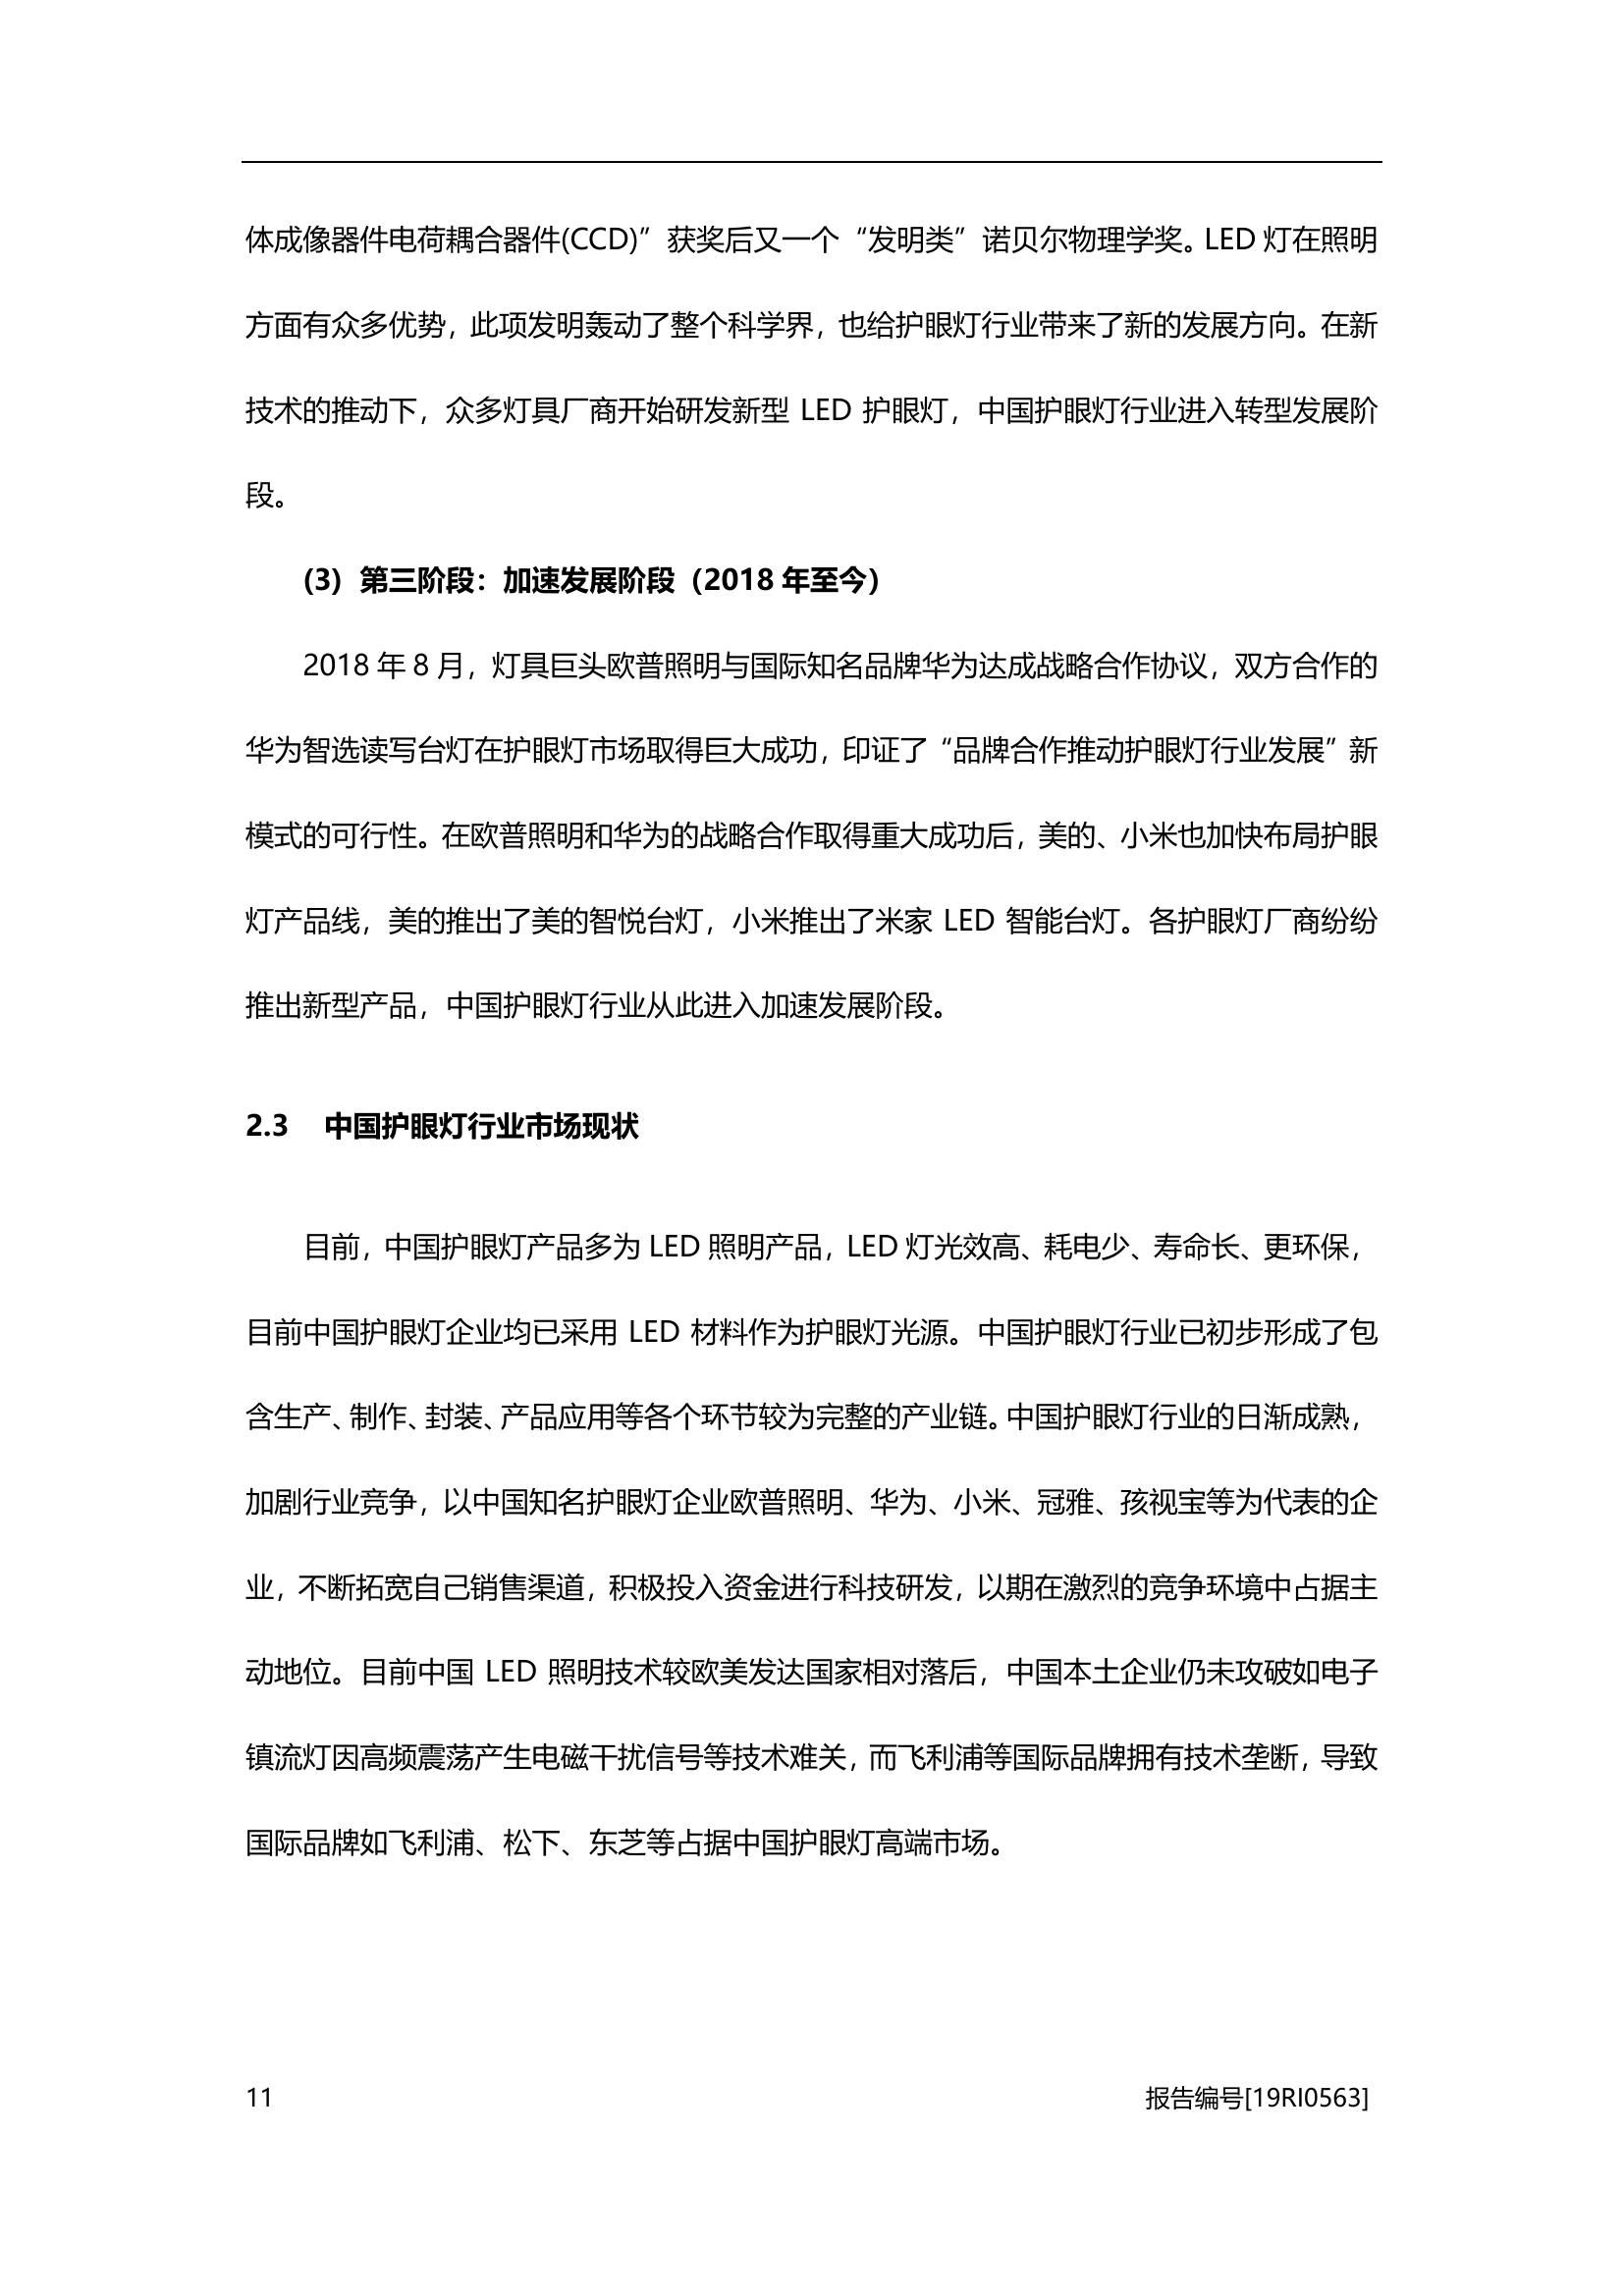 体成像器件电荷耦合器件(CCD)”获奖后又一个“发明类”诺贝尔物理学奖。LED 灯在照明
方面有众多优势，此项发明轰动了整个科学界，也给护眼灯行业带来了新的发展方向。在新
技术的推动下，众多灯具厂商开始研发新型 LED 护眼灯，中国护眼灯行业进入转型发展阶
段。
(3) 第三阶段：加速发展阶段（2018 年至今）
2018 年 8 月，灯具巨头欧普照明与国际知名品牌华为达成战略合作协议，双方合作的
华为智选读写台灯在护眼灯市场取得巨大成功，印证了“品牌合作推动护眼灯行业发展”新
模式的可行性。在欧普照明和华为的战略合作取得重大成功后，美的、小米也加快布局护眼
灯产品线，美的推出了美的智悦台灯，小米推出了米家 LED 智能台灯。各护眼灯厂商纷纷
推出新型产品，中国护眼灯行业从此进入加速发展阶段。
2.3 中国护眼灯行业市场现状
目前，中国护眼灯产品多为 LED 照明产品，LED 灯光效高、耗电少、寿命长、更环保，
目前中国护眼灯企业均已采用 LED 材料作为护眼灯光源。中国护眼灯行业已初步形成了包
含生产、制作、封装、产品应用等各个环节较为完整的产业链。中国护眼灯行业的日渐成熟，
加剧行业竞争，以中国知名护眼灯企业欧普照明、华为、小米、冠雅、孩视宝等为代表的企
业，不断拓宽自己销售渠道，积极投入资金进行科技研发，以期在激烈的竞争环境中占据主
动地位。目前中国 LED 照明技术较欧美发达国家相对落后，中国本土企业仍未攻破如电子
镇流灯因高频震荡产生电磁干扰信号等技术难关，而飞利浦等国际品牌拥有技术垄断，导致
国际品牌如飞利浦、松下、东芝等占据中国护眼灯高端市场。
11 报告编号[19RI0563]